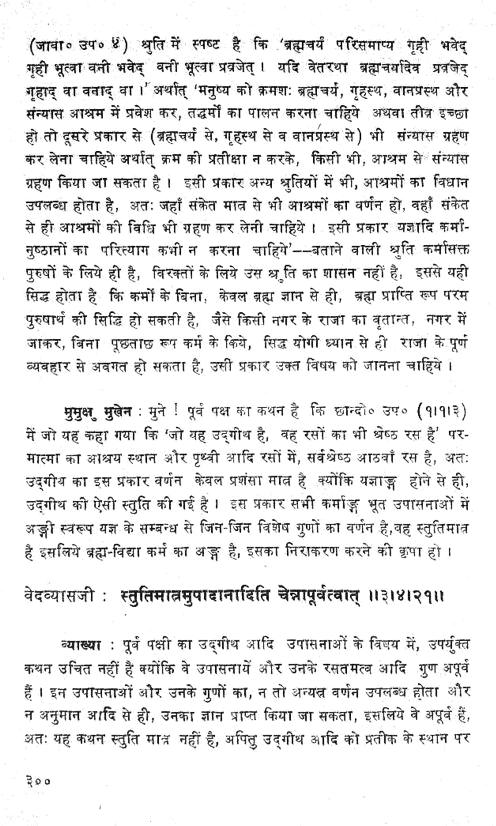 (जाबा० उप० ४) श्रुति में स्पष्ट है कि 'ब्रह्मचर्यं परिसमाप्य गृही भवेद्
गृही भूत्वा वनी भवेद् वनी भूत्वा प्रव्रजेत् । यदि वेतरथा ब्रह्मचर्यादेव प्रव्रजेद्
गृहाद् वा वनाद् वा ।' अर्थात् 'मनुष्य को क्रमशः ब्रह्मचर्य, गृहस्थ, वानप्रस्थ और
संन्यास आश्रम में प्रवेश कर, तद्धर्मों का पालन करना चाहिये अथवा तीव्र इच्छा
हो तो दूसरे प्रकार से (ब्रह्मचर्य से, गृहस्थ से व वानप्रस्थ से) भी संन्यास ग्रहण
कर लेना चाहिये अर्थात् क्रम की प्रतीक्षा न करके, किसी भी, आश्रम से संन्यास
ग्रहण किया जा सकता है । इसी प्रकार अन्य श्रुतियों में भी, आश्रमों का विधान
उपलब्ध होता है, अतः जहाँ संकेत मात्र से भी आश्रमों का वर्णन हो, वहाँ संकेत
से ही आश्रमों की विधि भी ग्रहण कर लेनी चाहिये । इसी प्रकार यज्ञादि कर्मा-
नुष्ठानों का परित्याग कभी न करना चाहिये'——बताने वाली श्रुति कर्मासक्त
पुरुषों के लिये ही है, विरक्तों के लिये उस श्रुति का शासन नहीं है, इससे यही
सिद्ध होता है कि कर्मों के बिना, केवल ब्रह्म ज्ञान से ही, ब्रह्म प्राप्ति रूप परम
पुरुषार्थ की सिद्धि हो सकती है, जैसे किसी नगर के राजा का वृतान्त, नगर में
जाकर, बिना पूछताछ रूप कर्म के किये, सिद्ध योगी ध्यान से ही राजा के पूर्ण
व्यवहार से अवगत हो सकता है, उसी प्रकार उक्त विषय को जानना चाहिये ।
मुमुक्षु मुखेन : मुने ! पूर्व पक्ष का कथन है कि छान्दो० उप० (१।१।३)
में जो यह कहा गया कि 'जो यह उद्गीथ है, वह रसों का भी श्रेष्ठ रस है' पर-
मात्मा का आश्रय स्थान और पृथ्वी आदि रसों में, सर्वश्रेष्ठ आठवाँ रस है, अतः
उद्गीथ का इस प्रकार वर्णन केवल प्रशंसा मात्र है क्योंकि यज्ञाङ्ग होने से ही,
उद्गीथ की ऐसी स्तुति की गई है । इस प्रकार सभी कर्माङ्ग भूत उपासनाओं में
अङ्गी स्वरूप यज्ञ के सम्बन्ध से जिन-जिन विशेष गुणों का वर्णन है, वह स्तुतिमात्र
है इसलिये ब्रह्म-विद्या कर्म का अङ्ग है, इसका निराकरण करने की कृपा हो ।
वेदव्यासजी : स्तुतिमात्रमुपादानादिति चेन्नापूर्वत्वात् ॥३।४।२१॥
व्याख्या : पूर्व पक्षी का उद्गीथ आदि उपासनाओं के विषय में, उपर्युक्त
कथन उचित नहीं है क्योंकि वे उपासनायें और उनके रसतमत्व आदि गुण अपूर्व
हैं । इन उपासनाओं और उनके गुणों का, न तो अन्यत्र वर्णन उपलब्ध होता और
न अनुमान आदि से ही, उनका ज्ञान प्राप्त किया जा सकता, इसलिये वे अपूर्व हैं,
अतः यह कथन स्तुति मात्र नहीं है, अपितु उद्गीथ आदि को प्रतीक के स्थान पर
३००